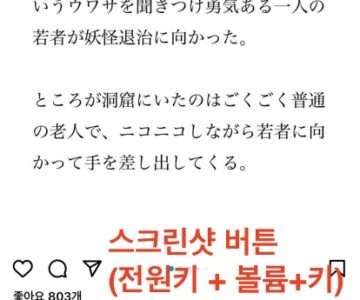 いうウワサを聞きつけ勇気ある一人の
若者が妖怪退治に向かった。
ところが洞窟にいたのはごくごく普通
の老人で、ニコニコしながら若者に向
かって手を差し出してくる。
스크린샷 버튼
(전원키 + 볼륨+키)
좋아요 803개